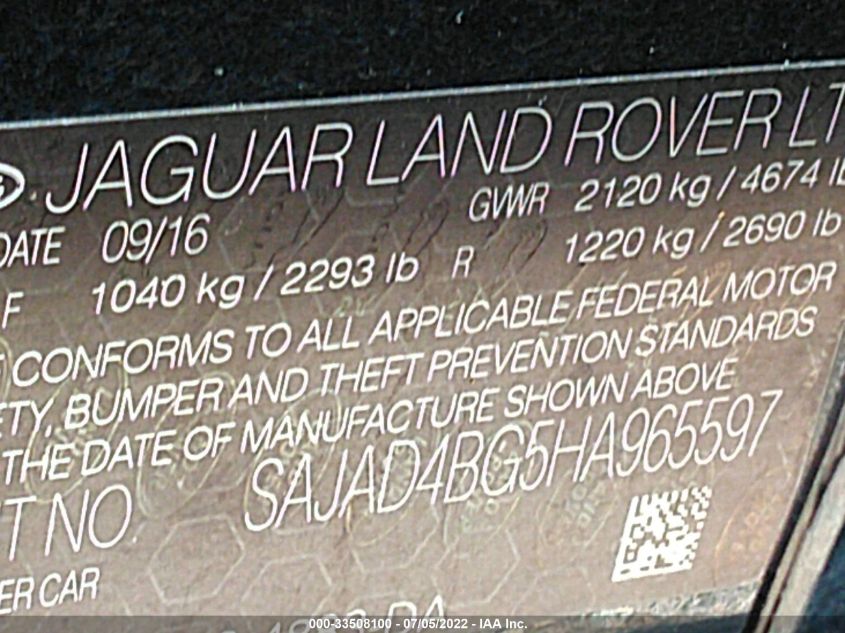 JAGUAR LAND ROVER LT
DATE 09/16 GVWR 2120 kg / 4674 lb
F 1040 kg / 2293 lb R 1220 kg / 2690 lb
CONFORMS TO ALL APPLICABLE FEDERAL MOTOR
ETY, BUMPER AND THEFT PREVENTION STANDARDS
THE DATE OF MANUFACTURE SHOWN ABOVE
T NO. SAJAD4BG5HA965597
ER CAR
000-33508100 - 07/05/2022 - IAA Inc.